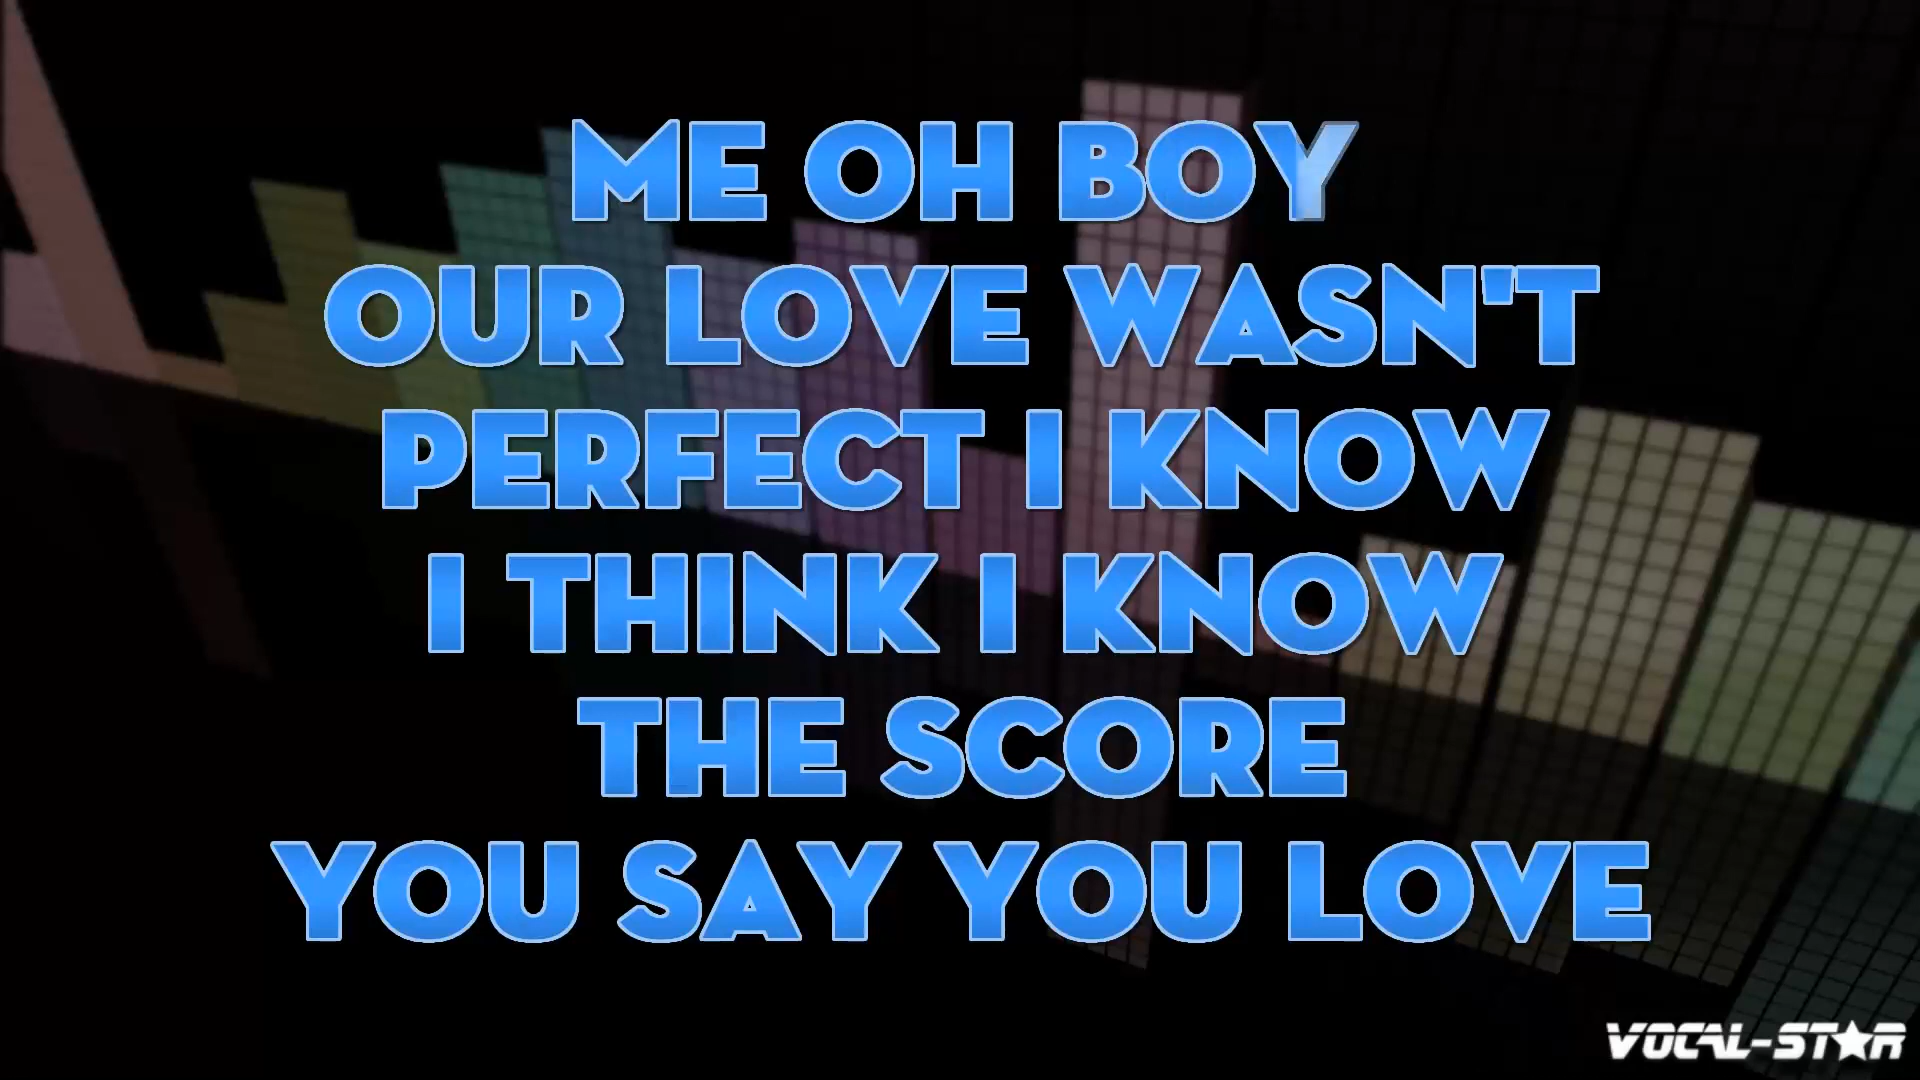 ME OH BOY
OUR LOVE WASN'T
PERFECT I KNOW
I THINK I KNOW
THE SCORE
YOU SAY YOU LOVE
VOCAL-STAR